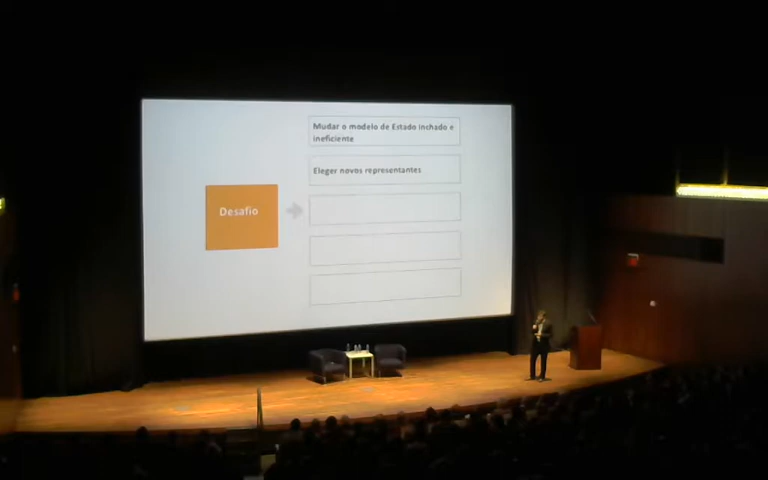 Mudar o modelo de Estado inchado e
ineficiente
Eleger novos representantes
Desafio